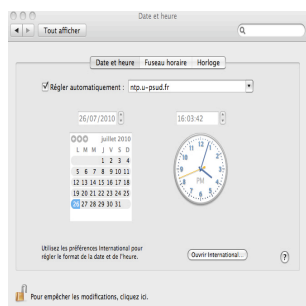 Date et heure
Tout afficher
Date et heure Fuseau horaire Horloge
Régler automatiquement : ntp.u-psud.fr
26/07/2010
16:03:42
juillet 2010
L M M J V S D
1 2 3 4
5 6 7 8 9 10 11
12 13 14 15 16 17 18
19 20 21 22 23 24 25
26 27 28 29 30 31
12 1 2 3 4 5 6 7 8 9 10 11
PM
Utilisez les préférences International pour
régler le format de la date et de l'heure.
Ouvrir International...
?
Pour empêcher les modifications, cliquez ici.